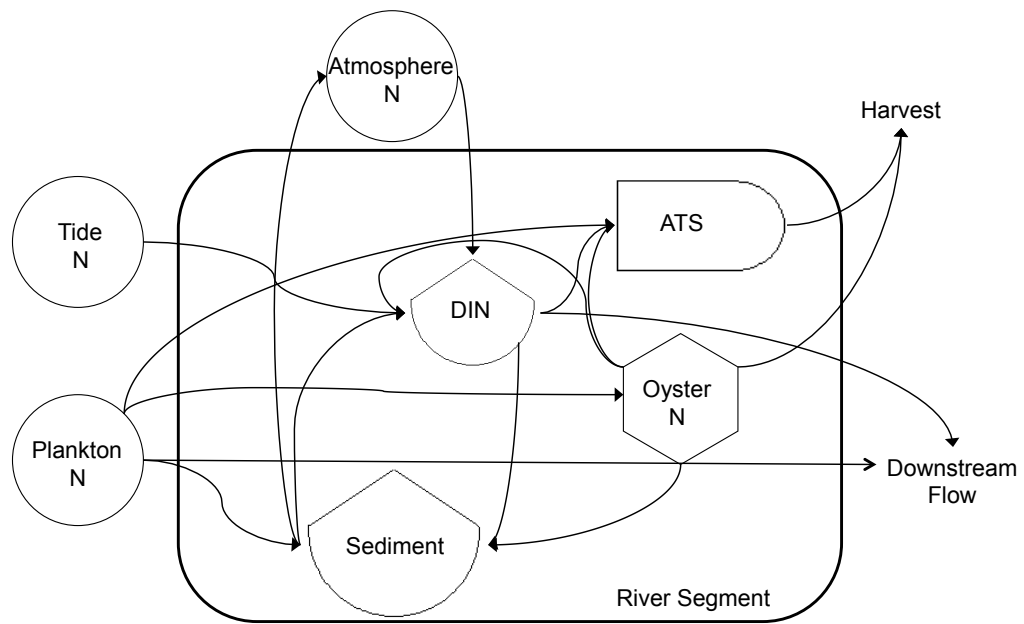 Atmosphere
N
Harvest
Tide
N
ATS
DIN
Oyster
N
Plankton
N
Downstream
Flow
Sediment
River Segment